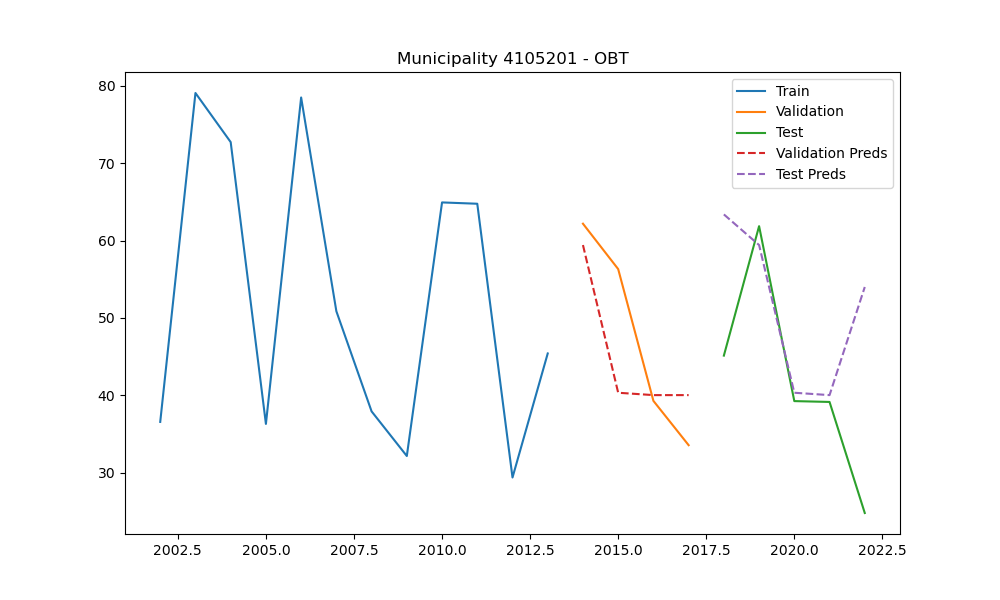 Municipality 4105201 - OBT
80
70
60
50
40
30
Train
Validation
Test
Validation Preds
Test Preds
2002.5 2005.0 2007.5 2010.0 2012.5 2015.0 2017.5 2020.0 2022.5